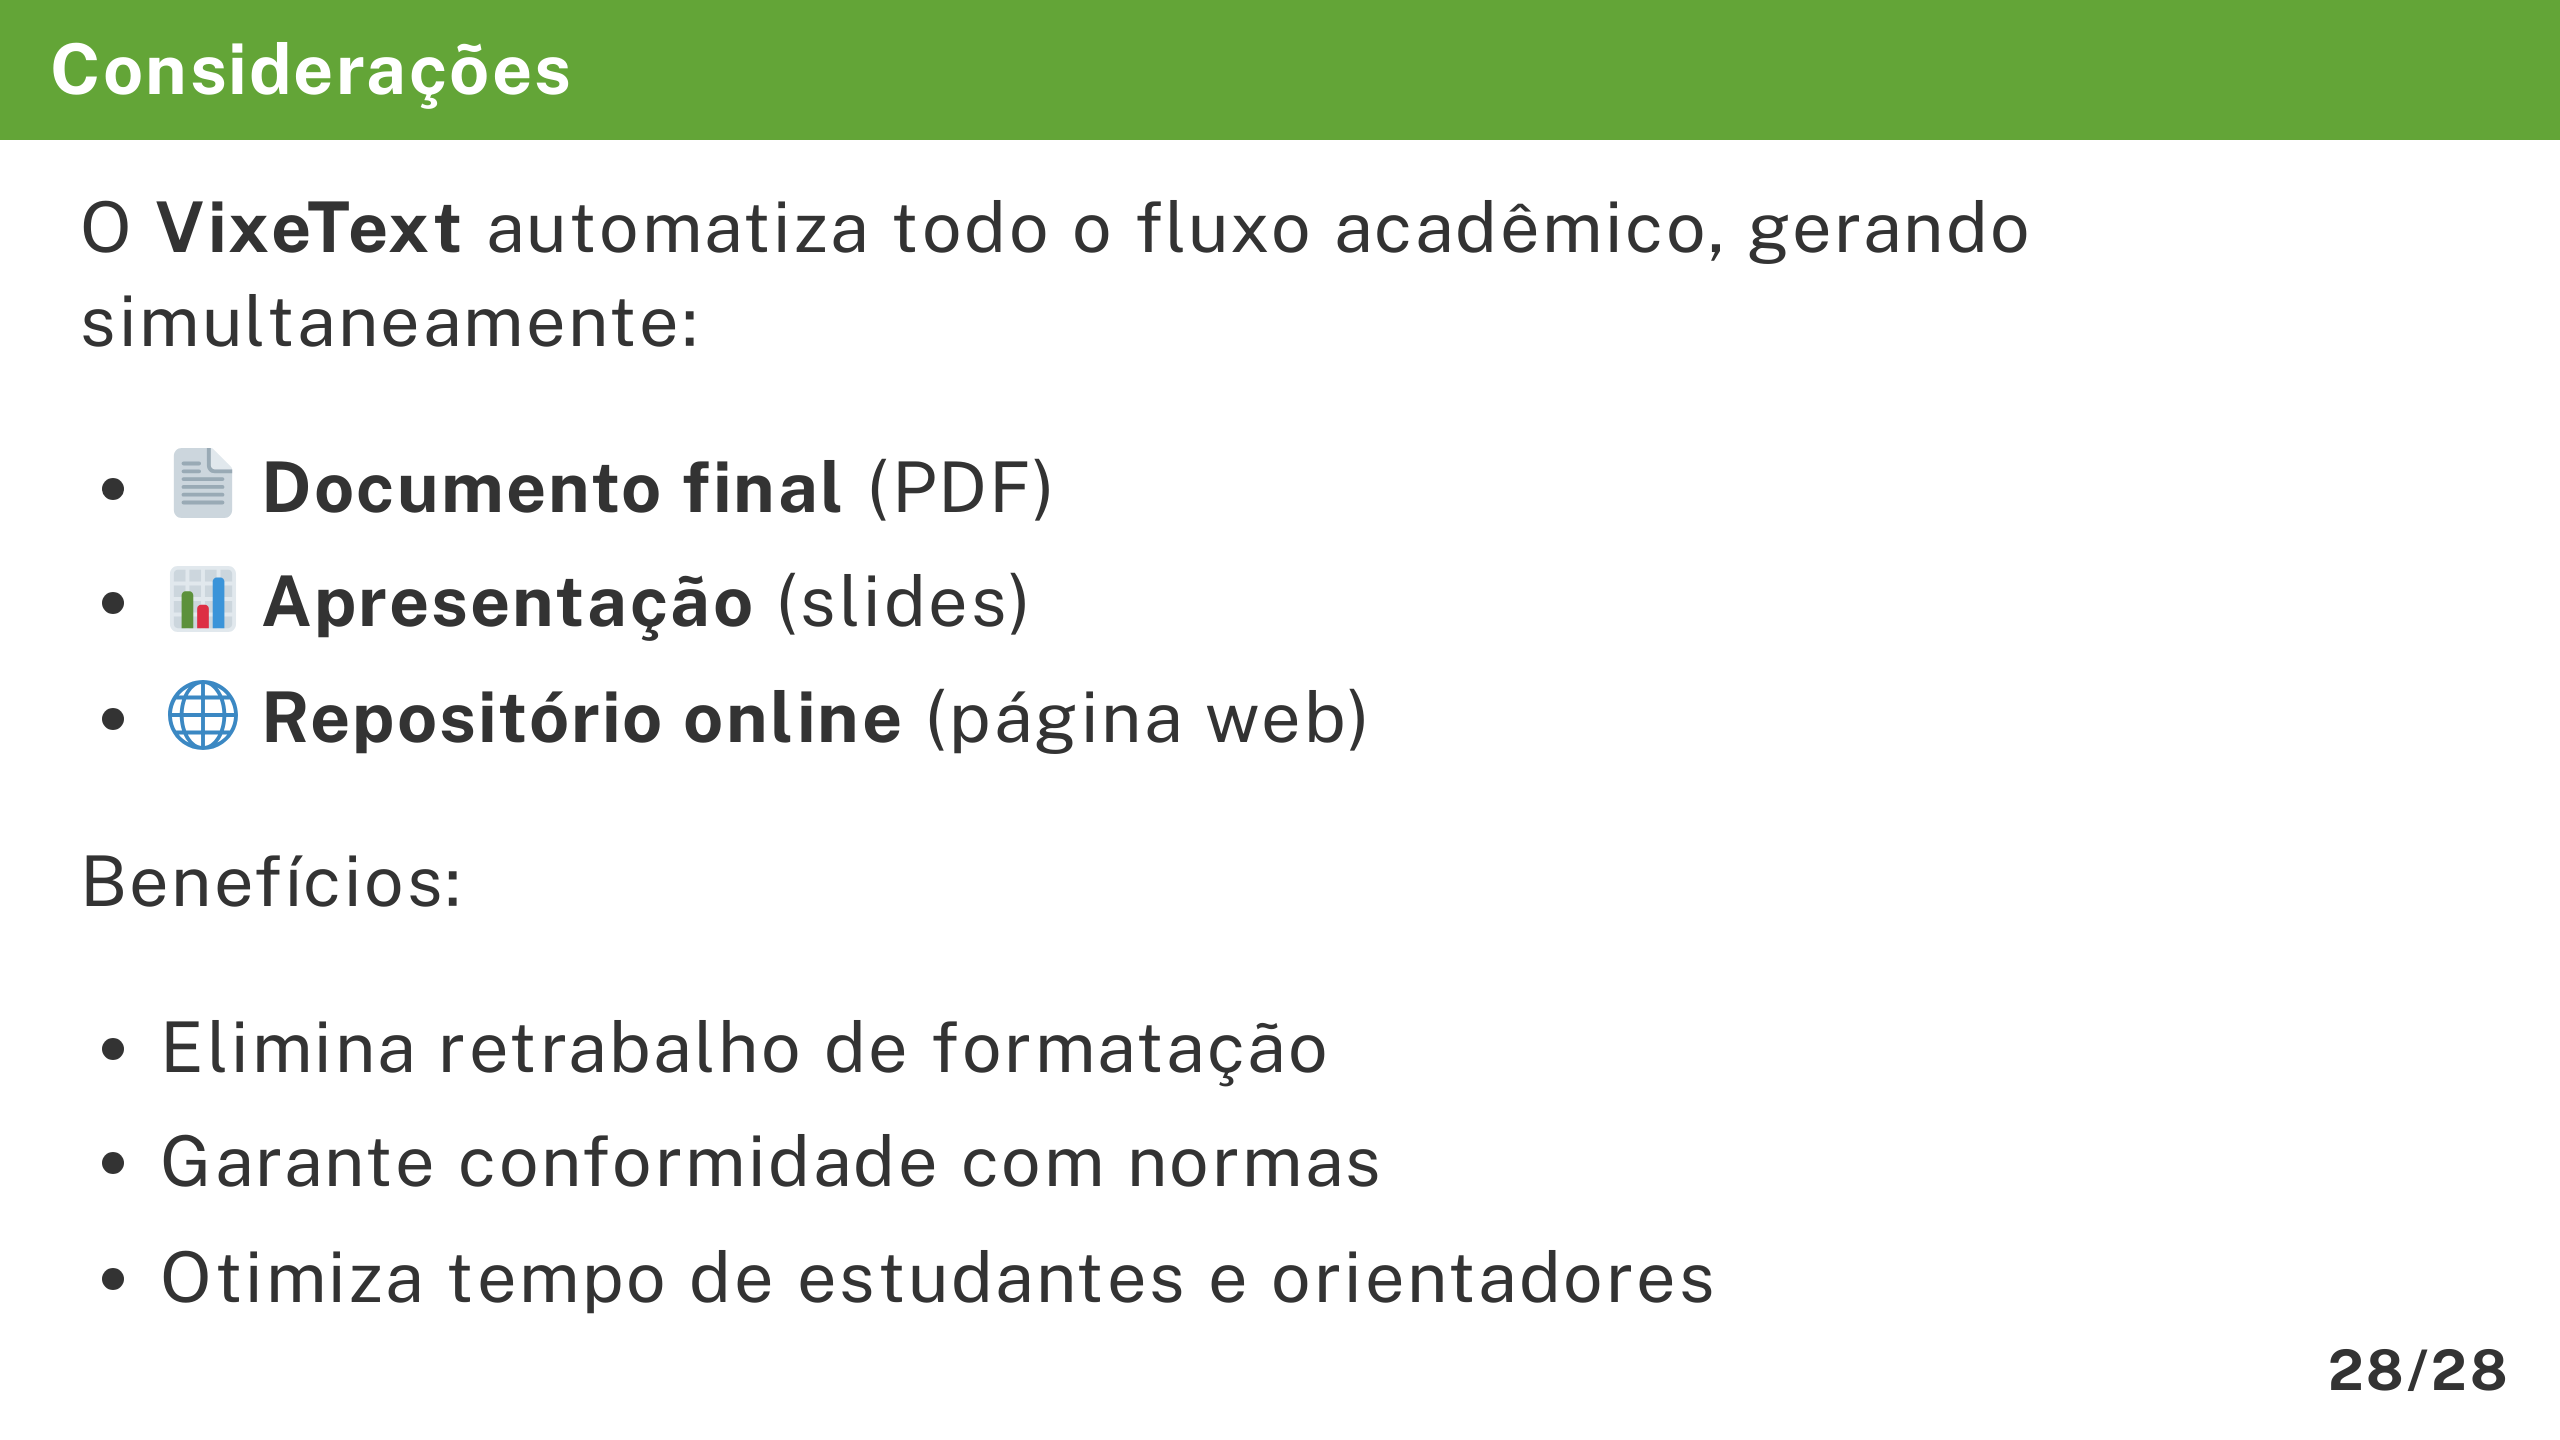 Considerações
O VixeText automatiza todo o fluxo acadêmico, gerando
simultaneamente:
• Documento final (PDF)
• Apresentação (slides)
• Repositório online (página web)
Benefícios:
• Elimina retrabalho de formatação
• Garante conformidade com normas
• Otimiza tempo de estudantes e orientadores
28/28